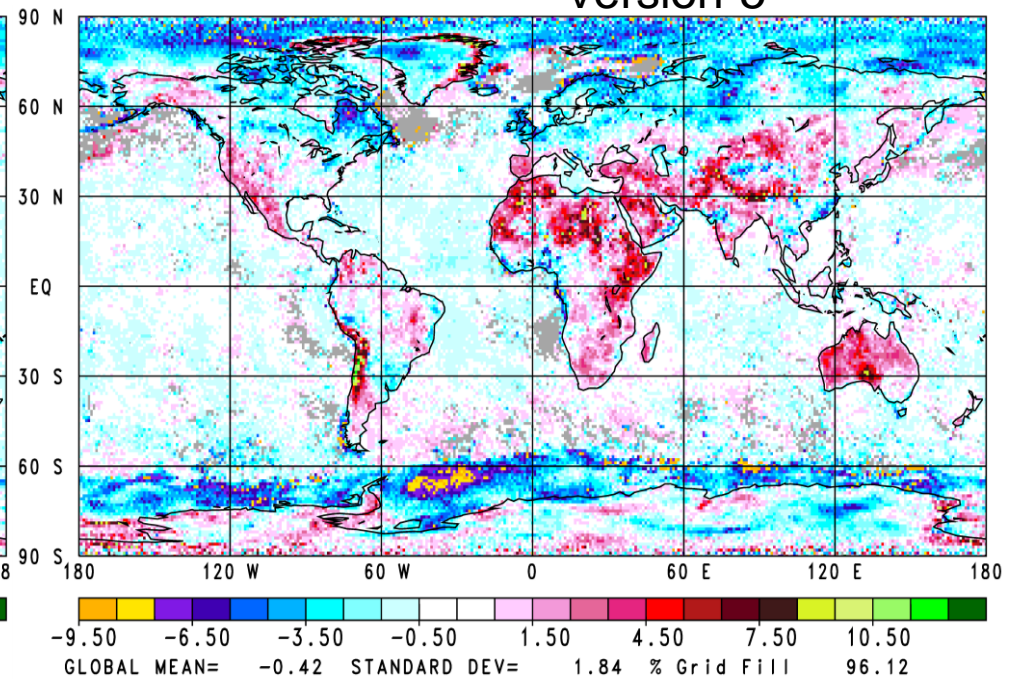 90 N
60 N
30 N
EQ
30 S
60 S
90 S
8 180 120 W 60 W 0 60 E 120 E 180
-9.50 -6.50 -3.50 -0.50 1.50 4.50 7.50 10.50
GLOBAL MEAN= -0.42 STANDARD DEV= 1.84 % Grid Fill 96.12